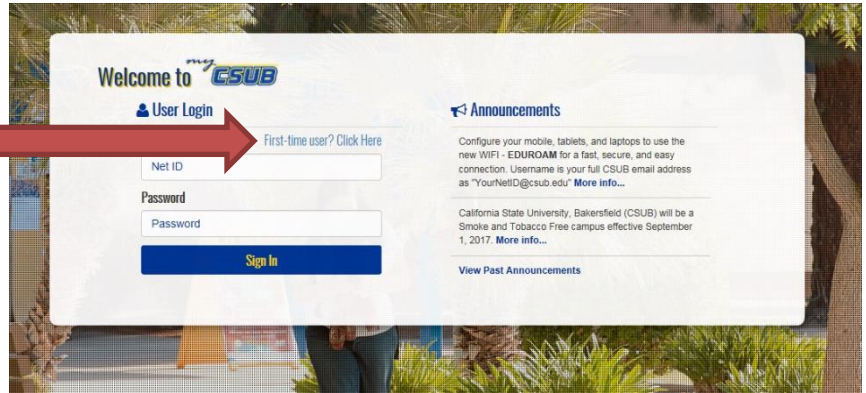 Welcome to my CSUB
User Login
First-time user? Click Here
Net ID
Password
Password
Sign In
Announcements
Configure your mobile, tablets, and laptops to use the
new WIFI - EDUROAM for a fast, secure, and easy
connection. Username is your full CSUB email address
as "YourNetID@csub.edu" More info...
California State University, Bakersfield (CSUB) will be a
Smoke and Tobacco Free campus effective September
1, 2017. More info...
View Past Announcements